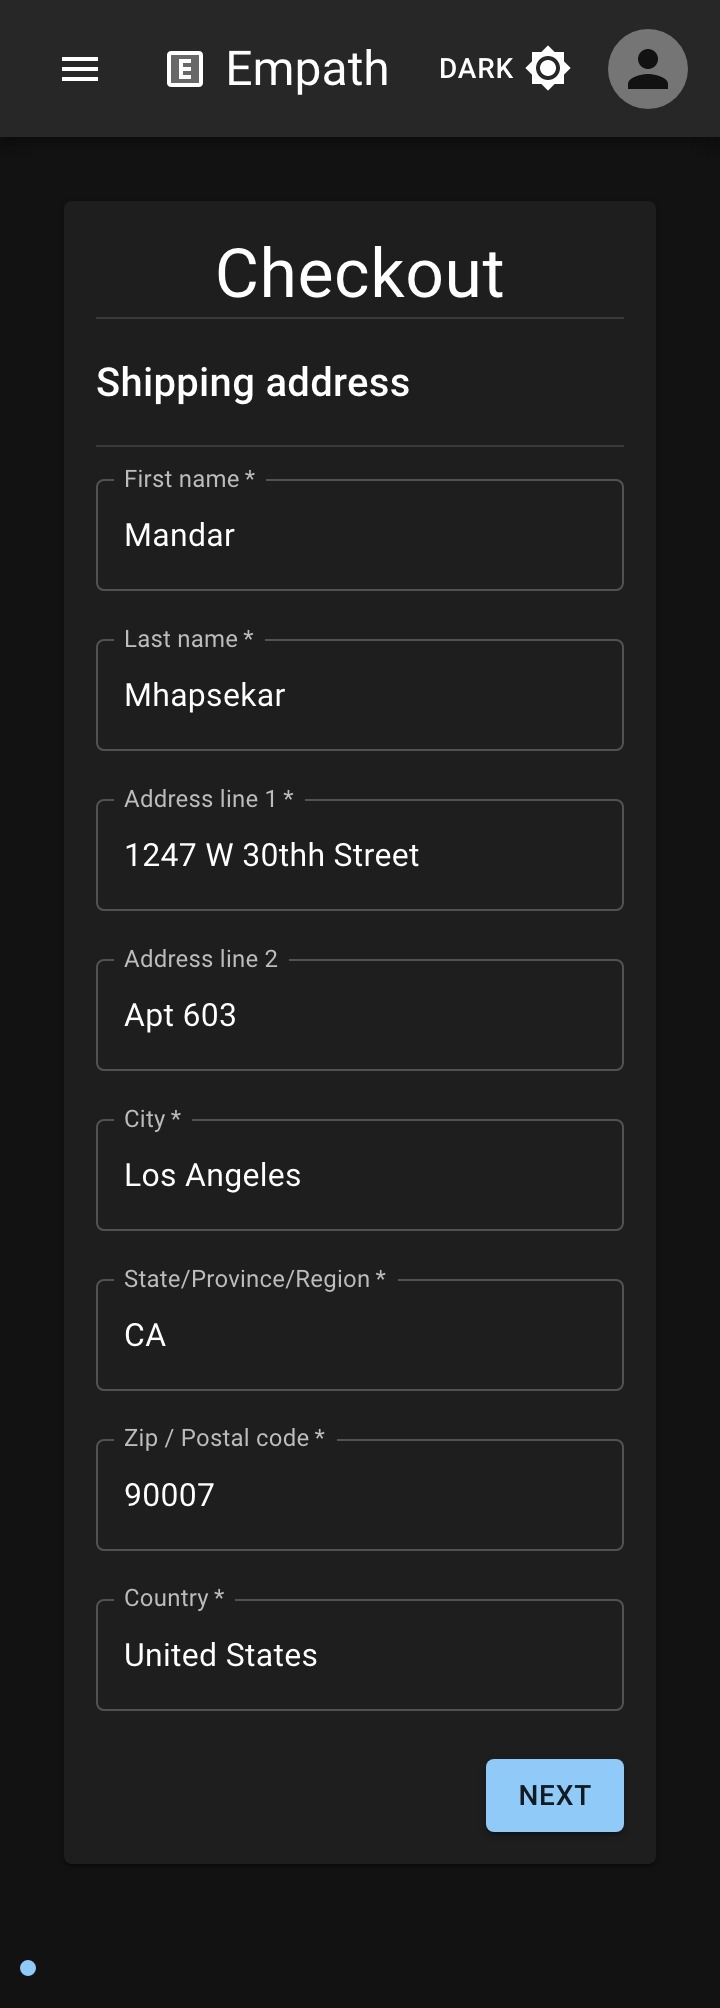 E Empath DARK
Checkout
Shipping address
First name *
Mandar
Last name *
Mhapsekar
Address line 1 *
1247 W 30thh Street
Address line 2
Apt 603
City *
Los Angeles
State/Province/Region *
CA
Zip / Postal code *
90007
Country *
United States
NEXT